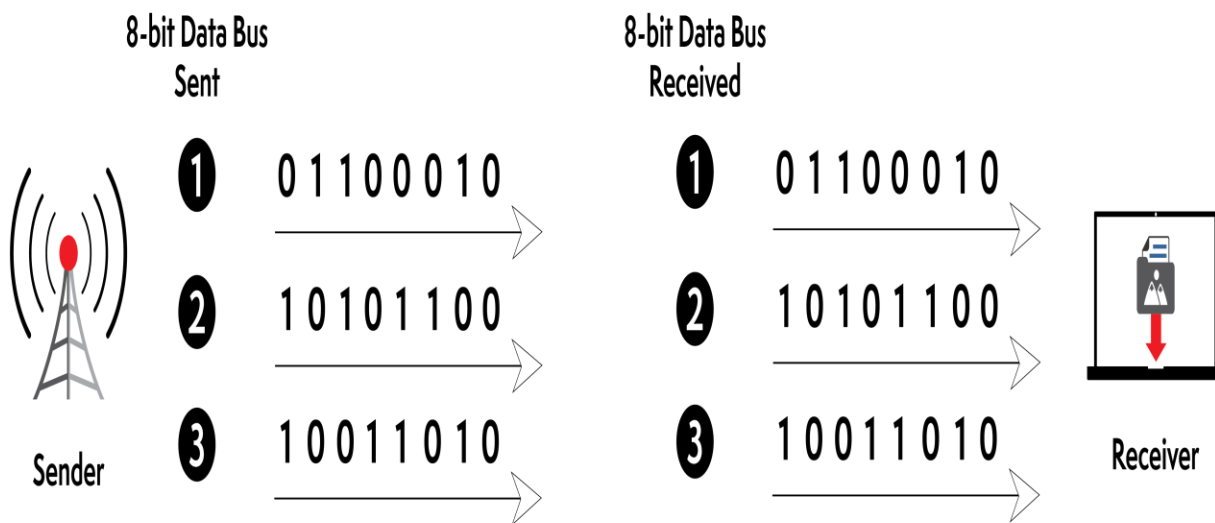 8-bit Data Bus
Sent
8-bit Data Bus
Received
1 0 1 1 0 0 0 1 0
1 0 1 1 0 0 0 1 0
2 1 0 1 0 1 1 0 0
2 1 0 1 0 1 1 0 0
3 1 0 0 1 1 0 1 0
3 1 0 0 1 1 0 1 0
Sender
Receiver